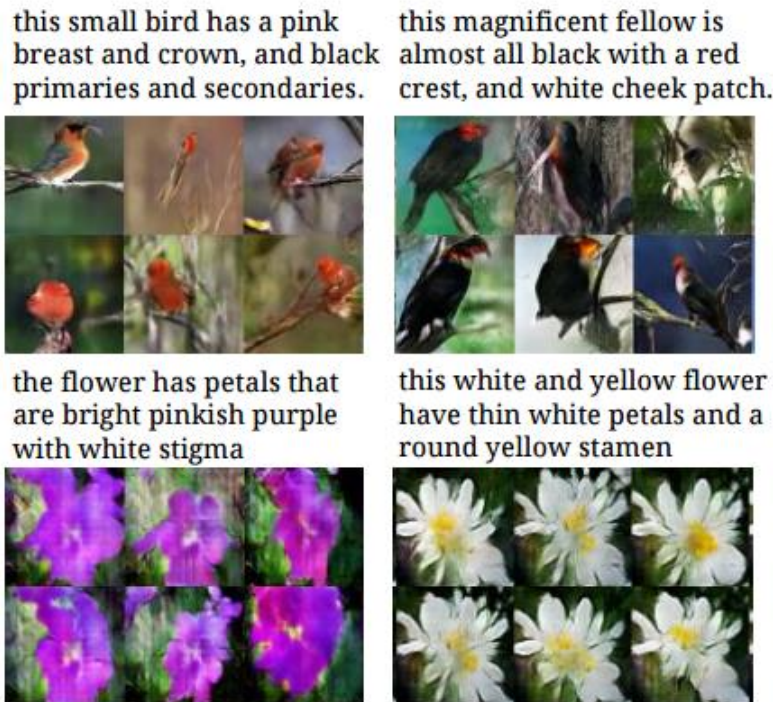 this small bird has a pink
breast and crown, and black
primaries and secondaries.
this magnificent fellow is
almost all black with a red
crest, and white cheek patch.
the flower has petals that
are bright pinkish purple
with white stigma
this white and yellow flower
have thin white petals and a
round yellow stamen